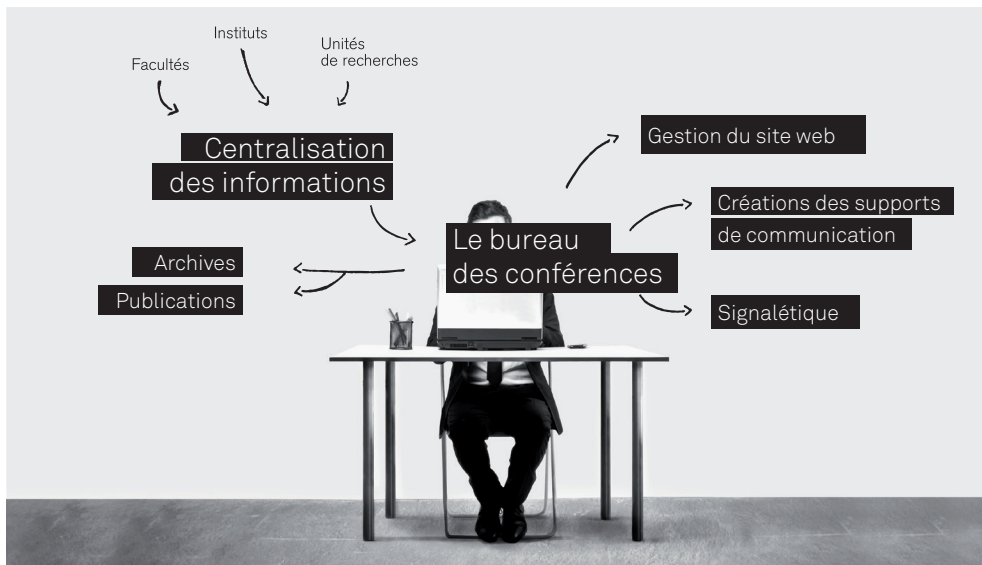 Instituts
Unités
de recherches
Facultés
Centralisation
des informations
Gestion du site web
Créations des supports
de communication
Le bureau
des conférences
Archives
Publications
Signalétique